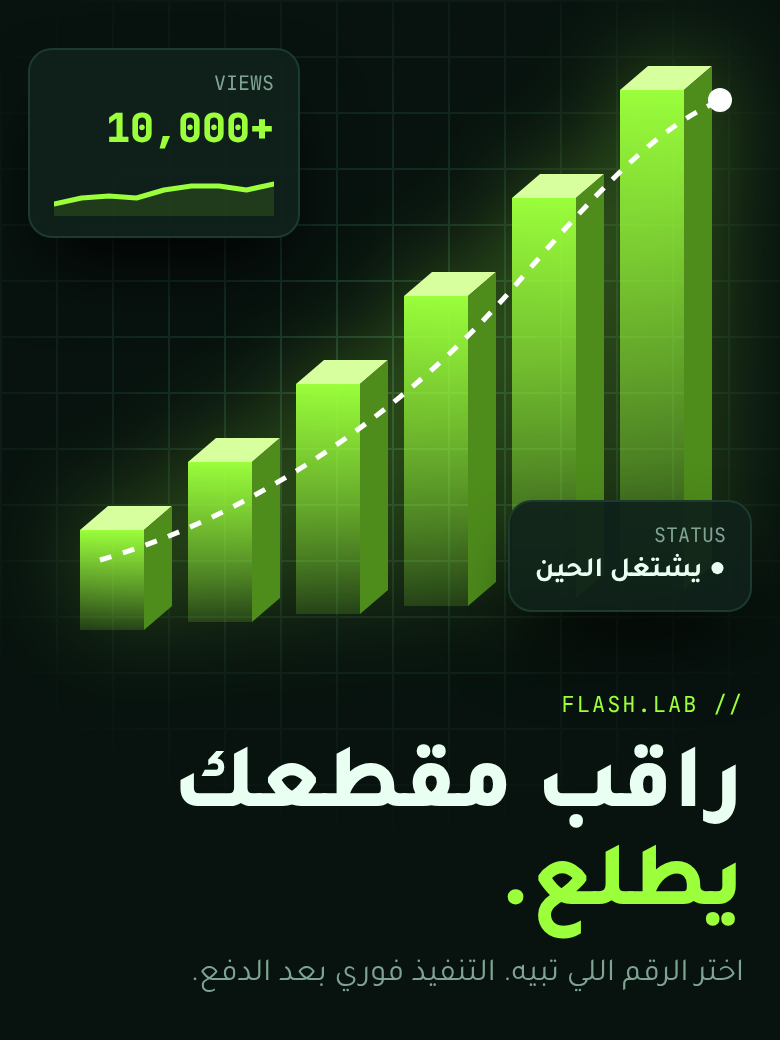 VIEWS
10,000+
STATUS
● يشتغل الحين
FLASH.LAB //
راقب مقطعك
يطلع.
اختر الرقم اللي تبيه. التنفيذ فوري بعد الدفع.